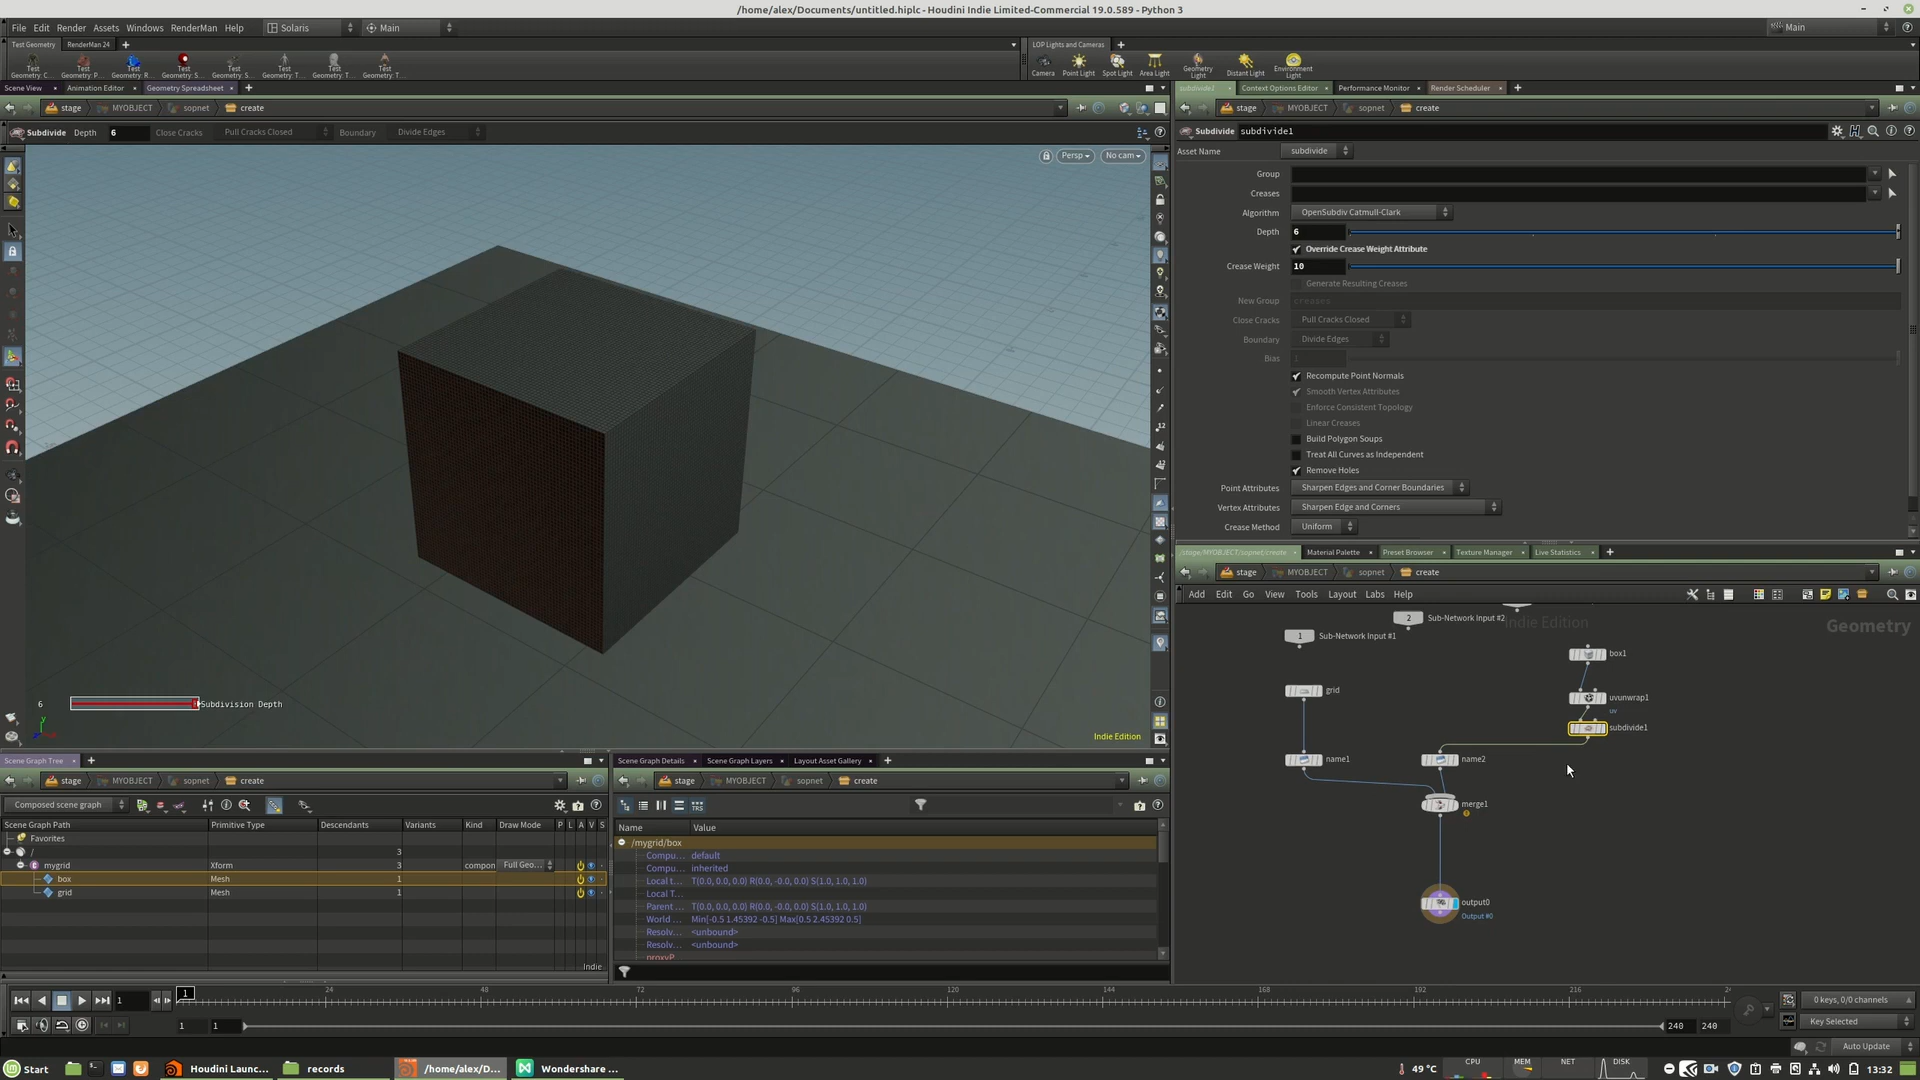 /home/alex/Documents/untitled.hiplc - Houdini Indie Limited-Commercial 19.0.589 - Python 3
File Edit Render Assets Windows RenderMan Help Solaris Main Main
Test Geometry RenderMan 24 LOP Lights and Cameras
Test Geometry: C... Test Geometry: P... Test Geometry: R... Test Geometry: S... Test Geometry: S... Test Geometry: T... Test Geometry: T... Test Geometry: T...
Camera Point Light Spot Light Area Light Geometry Light Distant Light Environment Light
Scene View Animation Editor Geometry Spreadsheet
stage MYOBJECT sopnet create
Subdivide Depth 6 Close Cracks Pull Cracks Closed Boundary Divide Edges
Persp No cam
6 Subdivision Depth
Indie Edition
subdivide1 Context Options Editor Performance Monitor Render Scheduler
stage MYOBJECT sopnet create
Subdivide subdivide1
Asset Name subdivide
Group
Creases
Algorithm OpenSubdiv Catmull-Clark
Depth 6
Override Crease Weight Attribute
Crease Weight 10
Generate Resulting Creases
New Group creases
Close Cracks Pull Cracks Closed
Boundary Divide Edges
Bias 1
Recompute Point Normals
Smooth Vertex Attributes
Enforce Consistent Topology
Linear Creases
Build Polygon Soups
Treat All Curves as Independent
Remove Holes
Point Attributes Sharpen Edges and Corner Boundaries
Vertex Attributes Sharpen Edge and Corners
Crease Method Uniform
/stage/MYOBJECT/sopnet/create Material Palette Preset Browser Texture Manager Live Statistics
stage MYOBJECT sopnet create
Add Edit Go View Tools Layout Labs Help
Indie Edition
Geometry
1 Sub-Network Input #1
2 Sub-Network Input #2
box1
grid
uvunwrap1
uv
subdivide1
name1
name2
merge1
output0
Output #0
Scene Graph Tree
stage MYOBJECT sopnet create
Composed scene graph
Scene Graph Path Primitive Type Descendants Variants Kind Draw Mode P L A V S
Favorites
/ 3
mygrid Xform 3 compon Full Geo...
box Mesh 1
grid Mesh 1
Indie
Scene Graph Details Scene Graph Layers Layout Asset Gallery
stage MYOBJECT sopnet create
Name Value
/mygrid/box
Compu... default
Compu... inherited
Local t... T(0.0, 0.0, 0.0) R(0.0, -0.0, 0.0) S(1.0, 1.0, 1.0)
Local T...
Parent ... T(0.0, 0.0, 0.0) R(0.0, -0.0, 0.0) S(1.0, 1.0, 1.0)
World ... Min[-0.5 1.45392 -0.5] Max[0.5 2.45392 0.5]
Resolv... <unbound>
Resolv... <unbound>
proxyP
1 1 24 48 72 96 120 144 168 192 216
1 1 240 240
0 keys, 0/0 channels
Key Selected
Auto Update
Start Houdini Launc... records /home/alex/D... Wondershare ... 49 °C CPU MEM NET DISK 13:32